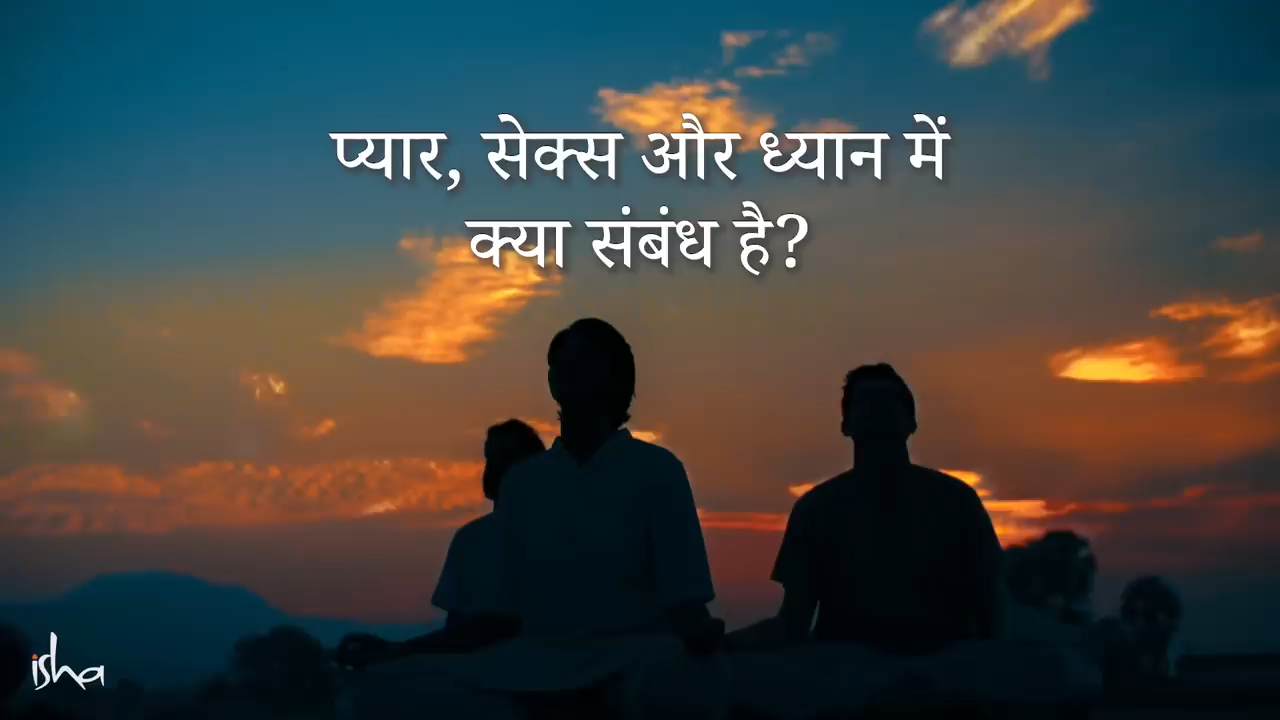 प्यार, सेक्स और ध्यान में
क्या संबंध है?
isha